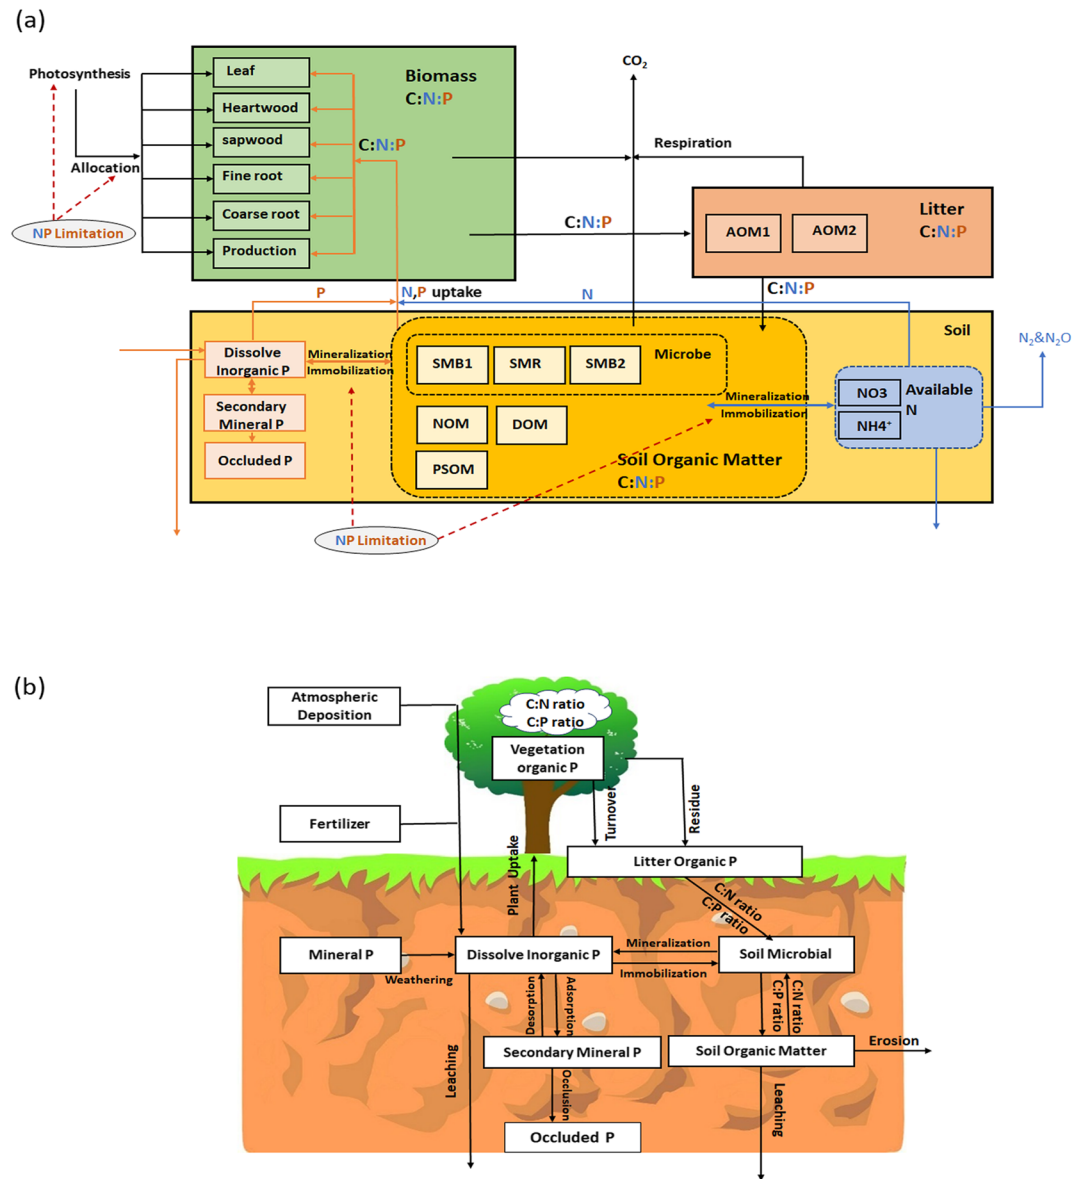 (a)
Photosynthesis
Allocation
NP Limitation
Leaf
Heartwood
sapwood
Fine root
Coarse root
Production
Biomass
C:N:P
C:N:P
CO₂
Respiration
C:N:P
Litter
C:N:P
AOM1
AOM2
C:N:P
P
N,P uptake
N
Soil
N₂&N₂O
Dissolve
Inorganic P
Mineralization
Immobilization
Secondary
Mineral P
Occluded P
SMB1
SMR
SMB2
Microbe
NOM
DOM
PSOM
Soil Organic Matter
C:N:P
Mineralization
Immobilization
NO3
NH4⁺
Available
N
NP Limitation
(b)
Atmospheric
Deposition
Fertilizer
C:N ratio
C:P ratio
Vegetation
organic P
Turnover
Residue
Litter Organic P
Plant Uptake
C:N ratio
C:P ratio
Mineral P
Weathering
Dissolve Inorganic P
Mineralization
Immobilization
Soil Microbial
Desorption
Adsorption
C:P ratio
C:N ratio
Secondary Mineral P
Soil Organic Matter
Erosion
Leaching
Occlusion
Leaching
Occluded P